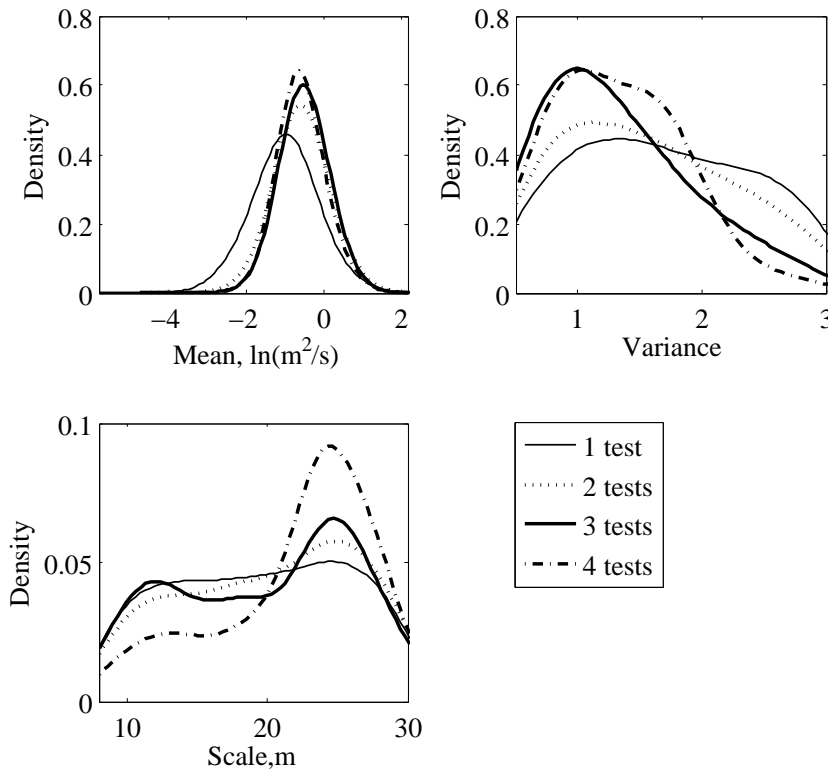 0.8
0.6
0.4
0.2
0
Density
−4 −2 0 2
Mean, ln(m²/s)
0.8
0.6
0.4
0.2
0
Density
1 2 3
Variance
0.1
0.05
0
Density
10 20 30
Scale,m
1 test
2 tests
3 tests
4 tests